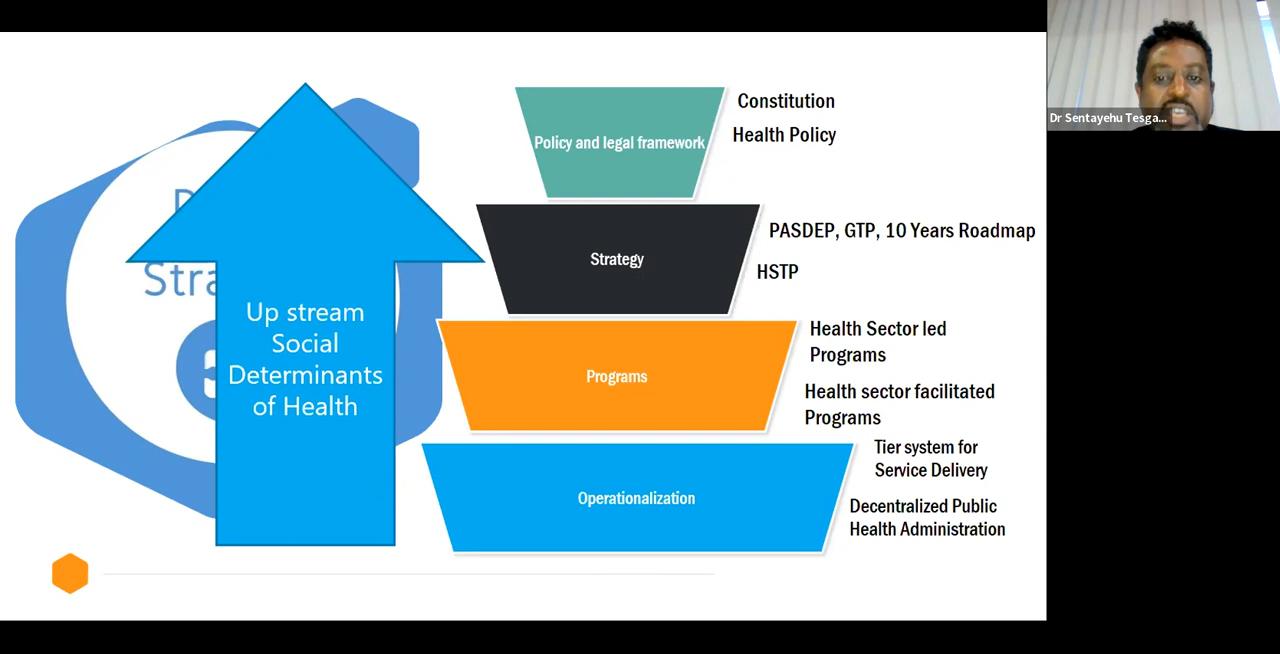 Dr Sentayehu Tesga...
Stra
Up stream
Social
Determinants
of Health
Policy and legal framework
Constitution
Health Policy
Strategy
PASDEP, GTP, 10 Years Roadmap
HSTP
Programs
Health Sector led
Programs
Health sector facilitated
Programs
Operationalization
Tier system for
Service Delivery
Decentralized Public
Health Administration